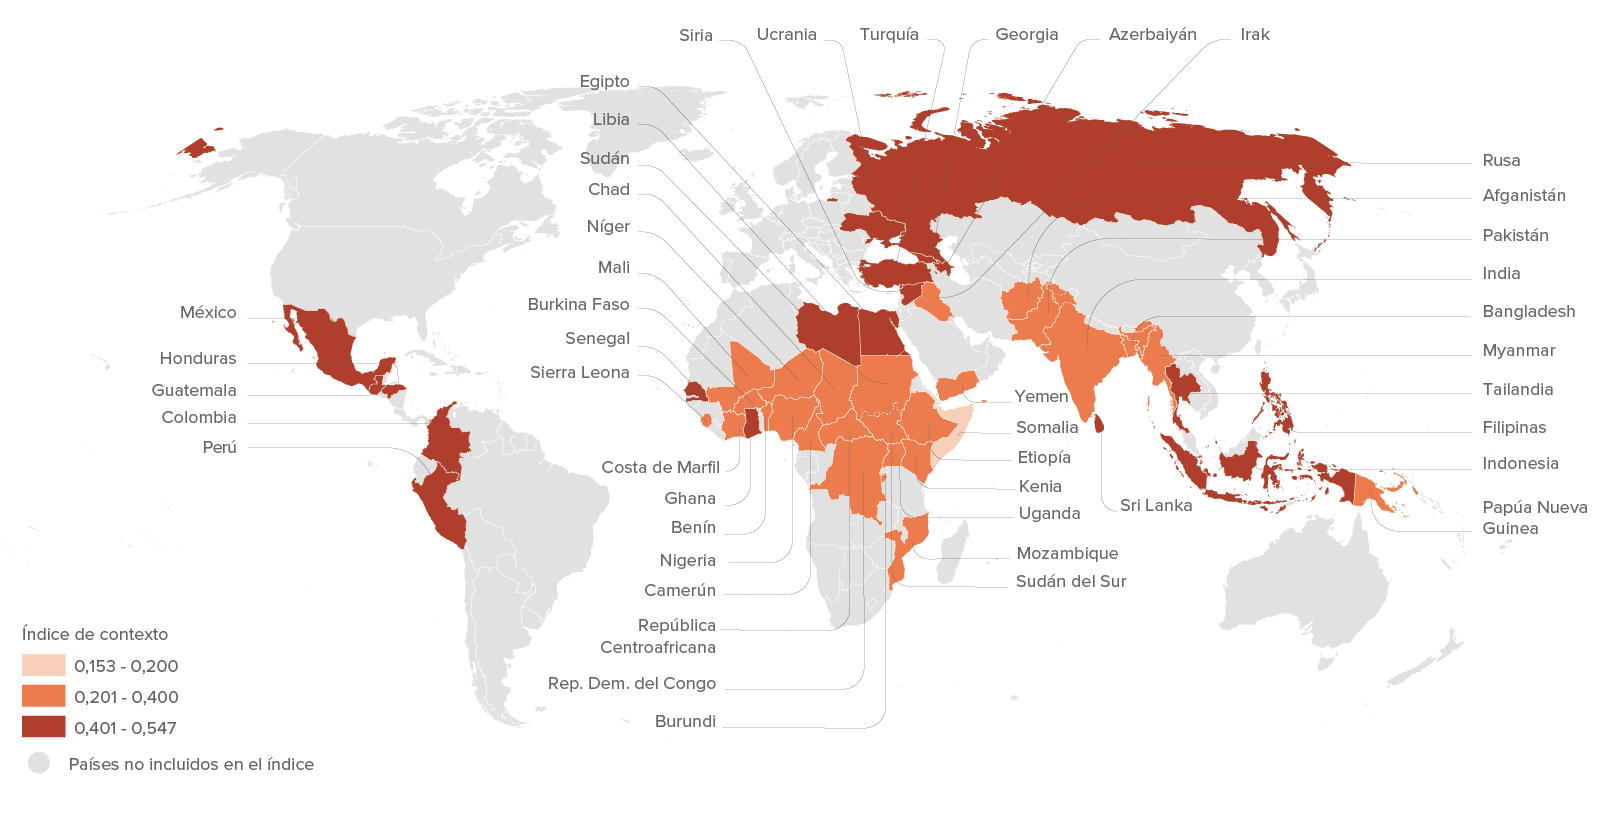 Siria
Ucrania
Turquía
Georgia
Azerbaiyán
Irak
Egipto
Libia
Sudán
Chad
Níger
Mali
Burkina Faso
Senegal
Sierra Leona
México
Honduras
Guatemala
Colombia
Perú
Rusa
Afganistán
Pakistán
India
Bangladesh
Myanmar
Tailandia
Filipinas
Indonesia
Papúa Nueva
Guinea
Yemen
Somalia
Etiopía
Kenia
Uganda
Sri Lanka
Mozambique
Sudán del Sur
Costa de Marfil
Ghana
Benín
Nigeria
Camerún
República
Centroafricana
Rep. Dem. del Congo
Burundi
Índice de contexto
0,153 - 0,200
0,201 - 0,400
0,401 - 0,547
Países no incluidos en el índice